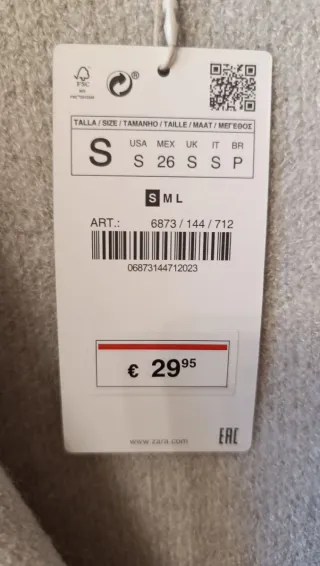 FSC
®
TALLA / SIZE / TAMANHO / TAILLE / MAAT / ΜΕΓΕΘΟΣ
S
USA MEX UK IT BR
S 26 S S P
S M L
ART.: 6873 / 144 / 712
06873144712023
€ 29 95
www.zara.com
EAC